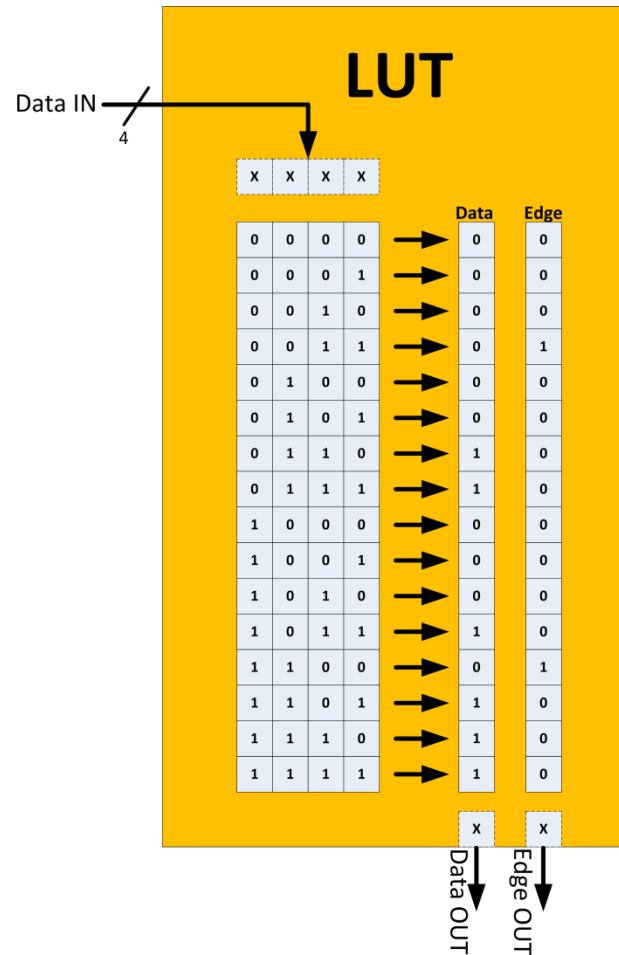 LUT
Data IN
4
X X X X
Data Edge
0 0 0 0 0 0
0 0 0 1 0 0
0 0 1 0 0 0
0 0 1 1 0 1
0 1 0 0 0 0
0 1 0 1 0 0
0 1 1 0 1 0
0 1 1 1 1 0
1 0 0 0 0 0
1 0 0 1 0 0
1 0 1 0 0 0
1 0 1 1 1 0
1 1 0 0 0 1
1 1 0 1 1 0
1 1 1 0 1 0
1 1 1 1 1 0
X X
Data OUT
Edge OUT